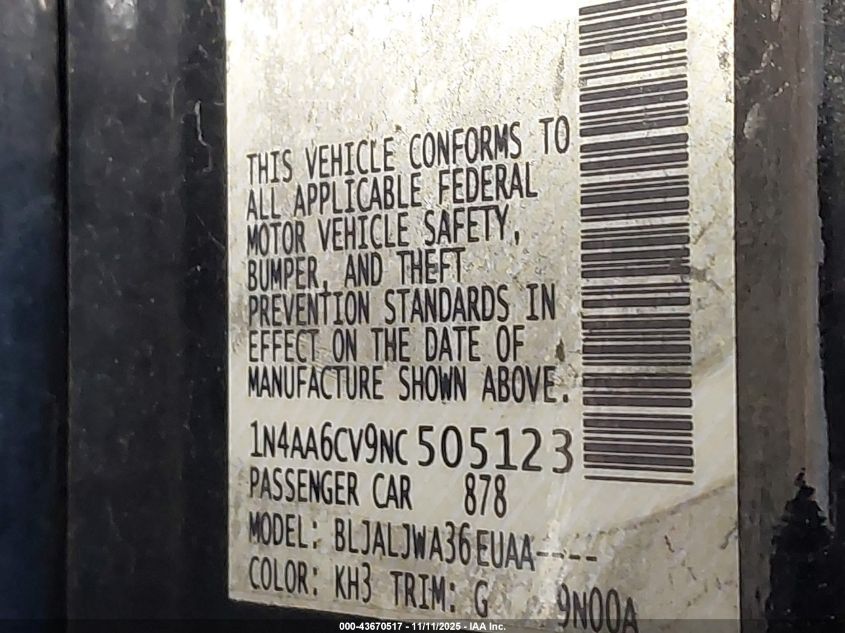 THIS VEHICLE CONFORMS TO
ALL APPLICABLE FEDERAL
MOTOR VEHICLE SAFETY,
BUMPER, AND THEFT
PREVENTION STANDARDS IN
EFFECT ON THE DATE OF
MANUFACTURE SHOWN ABOVE.
1N4AA6CV9NC505123
PASSENGER CAR 878
MODEL: BLJALJWA36EUAA----
COLOR: KH3 TRIM: G 9N00A
000-43670517 - 11/11/2025 - IAA Inc.